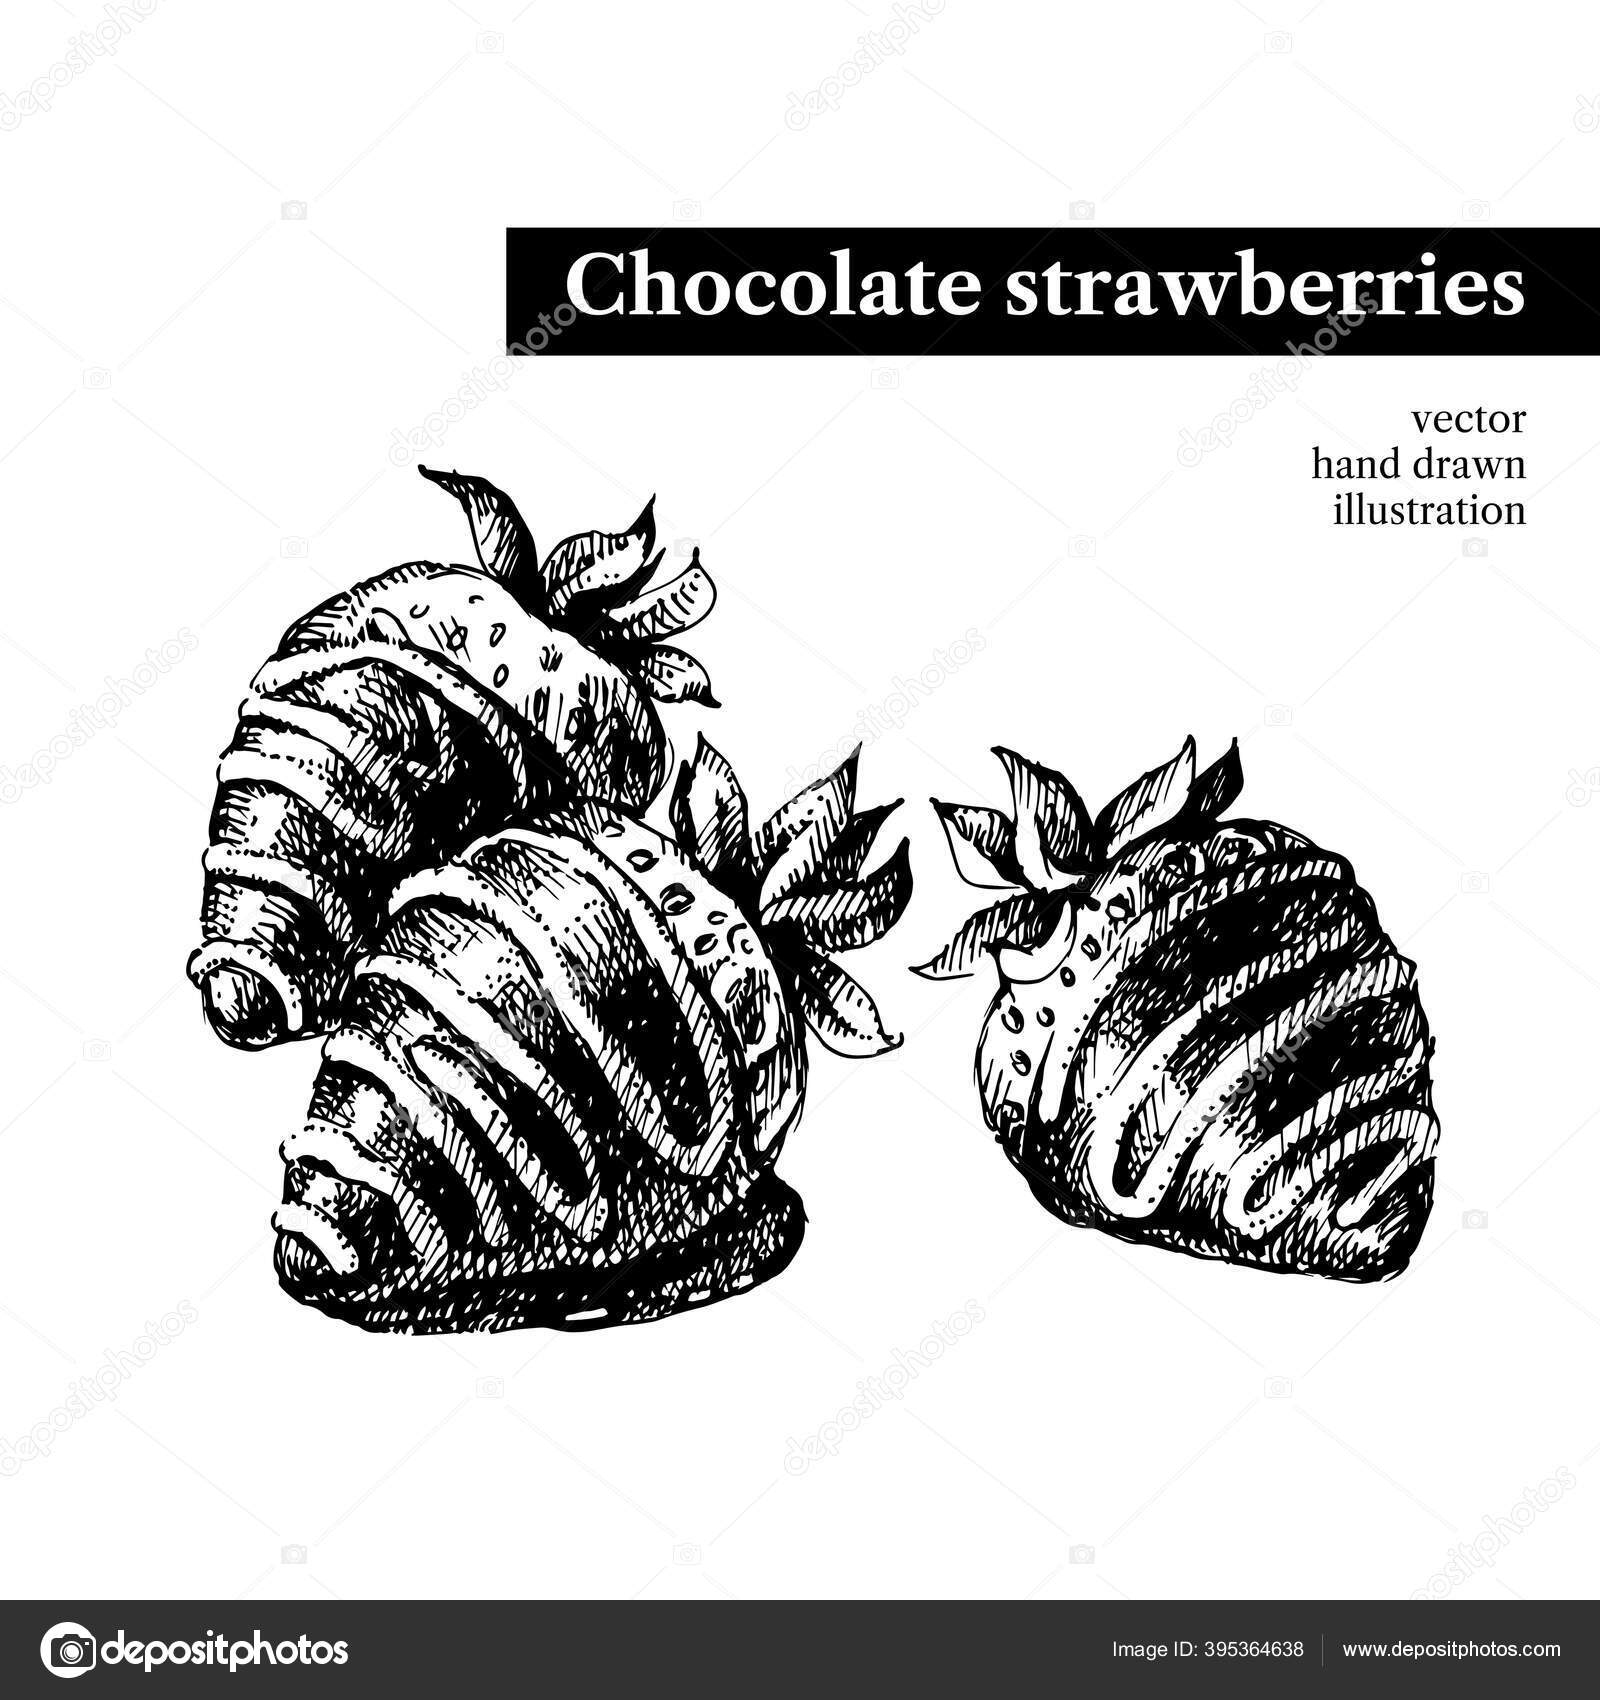 Chocolate strawberries
vector
hand drawn
illustration
depositphotos
Image ID: 395364638
www.depositphotos.com